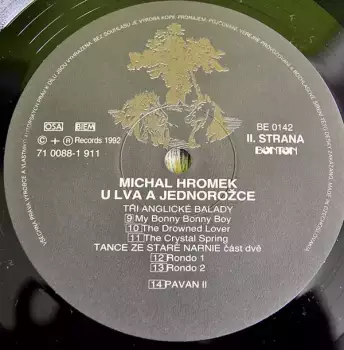 OSA BIEM
Ⓒ + Ⓡ Records 1992
71 0088-1 911
BE 0142
II. STRANA
BONTON
MICHAL HROMEK
U LVA A JEDNOROŽCE
TŘI ANGLICKÉ BALADY
9 My Bonny Bonny Boy
10 The Drowned Lover
11 The Crystal Spring
TANCE ZE STARÉ NARNIE část dvě
12 Rondo 1
13 Rondo 2
14 PAVAN II